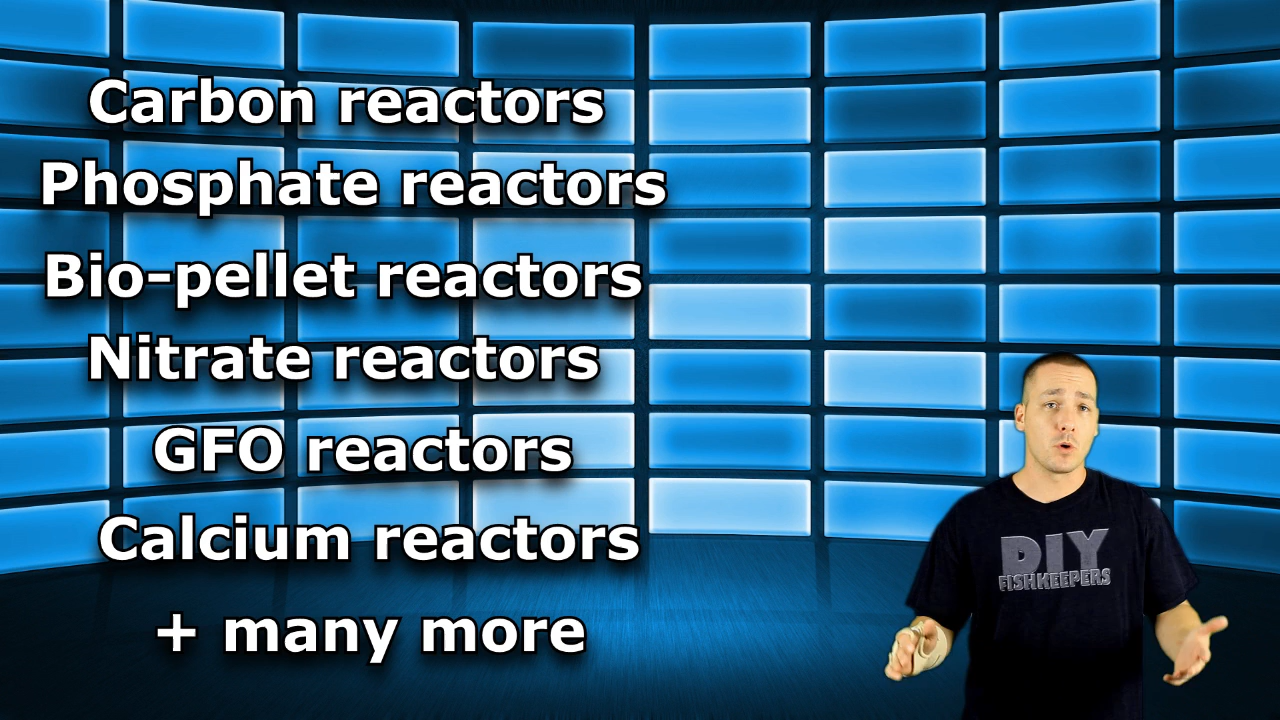 Carbon reactors
Phosphate reactors
Bio-pellet reactors
Nitrate reactors
GFO reactors
Calcium reactors
+ many more
DIY
FISHKEEPERS